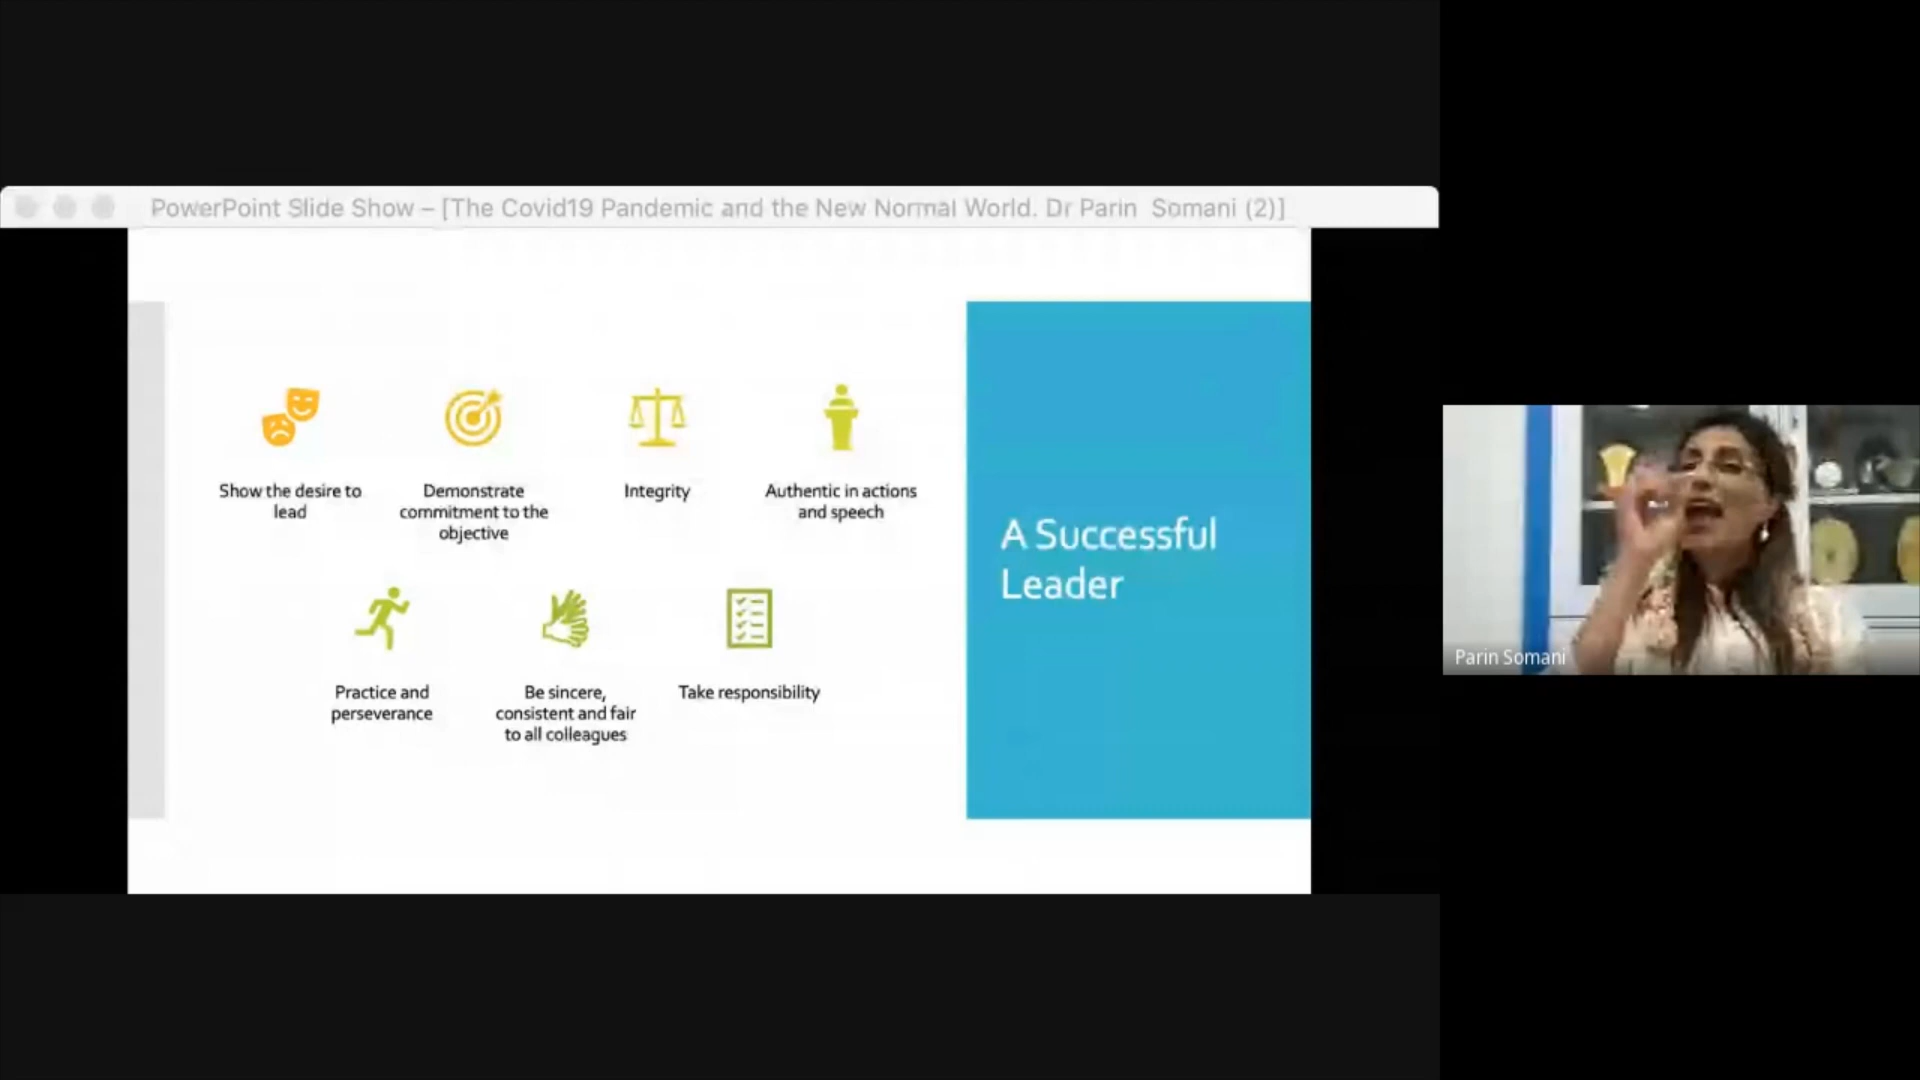 PowerPoint Slide Show – [The Covid19 Pandemic and the New Normal World. Dr Parin  Somani (2)]
Show the desire to
lead
Demonstrate
commitment to the
objective
Integrity
Authentic in actions
and speech
Practice and
perseverance
Be sincere,
consistent and fair
to all colleagues
Take responsibility
A Successful
Leader
Parin Somani